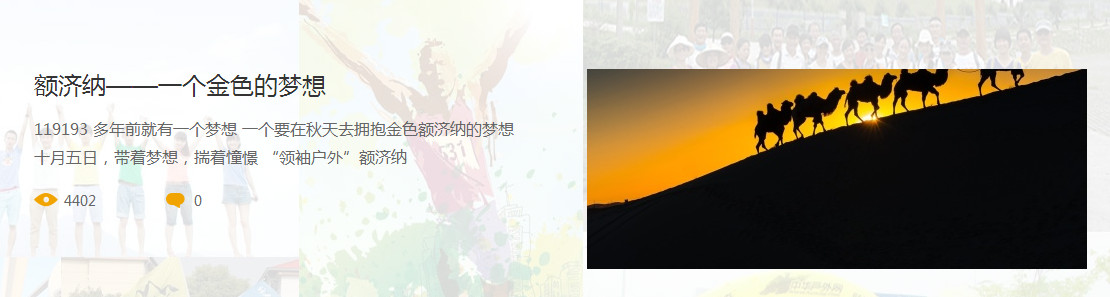 额济纳——一个金色的梦想
119193 多年前就有一个梦想 一个要在秋天去拥抱金色额济纳的梦想
十月五日，带着梦想，揣着憧憬 “领袖户外”额济纳
4402
0